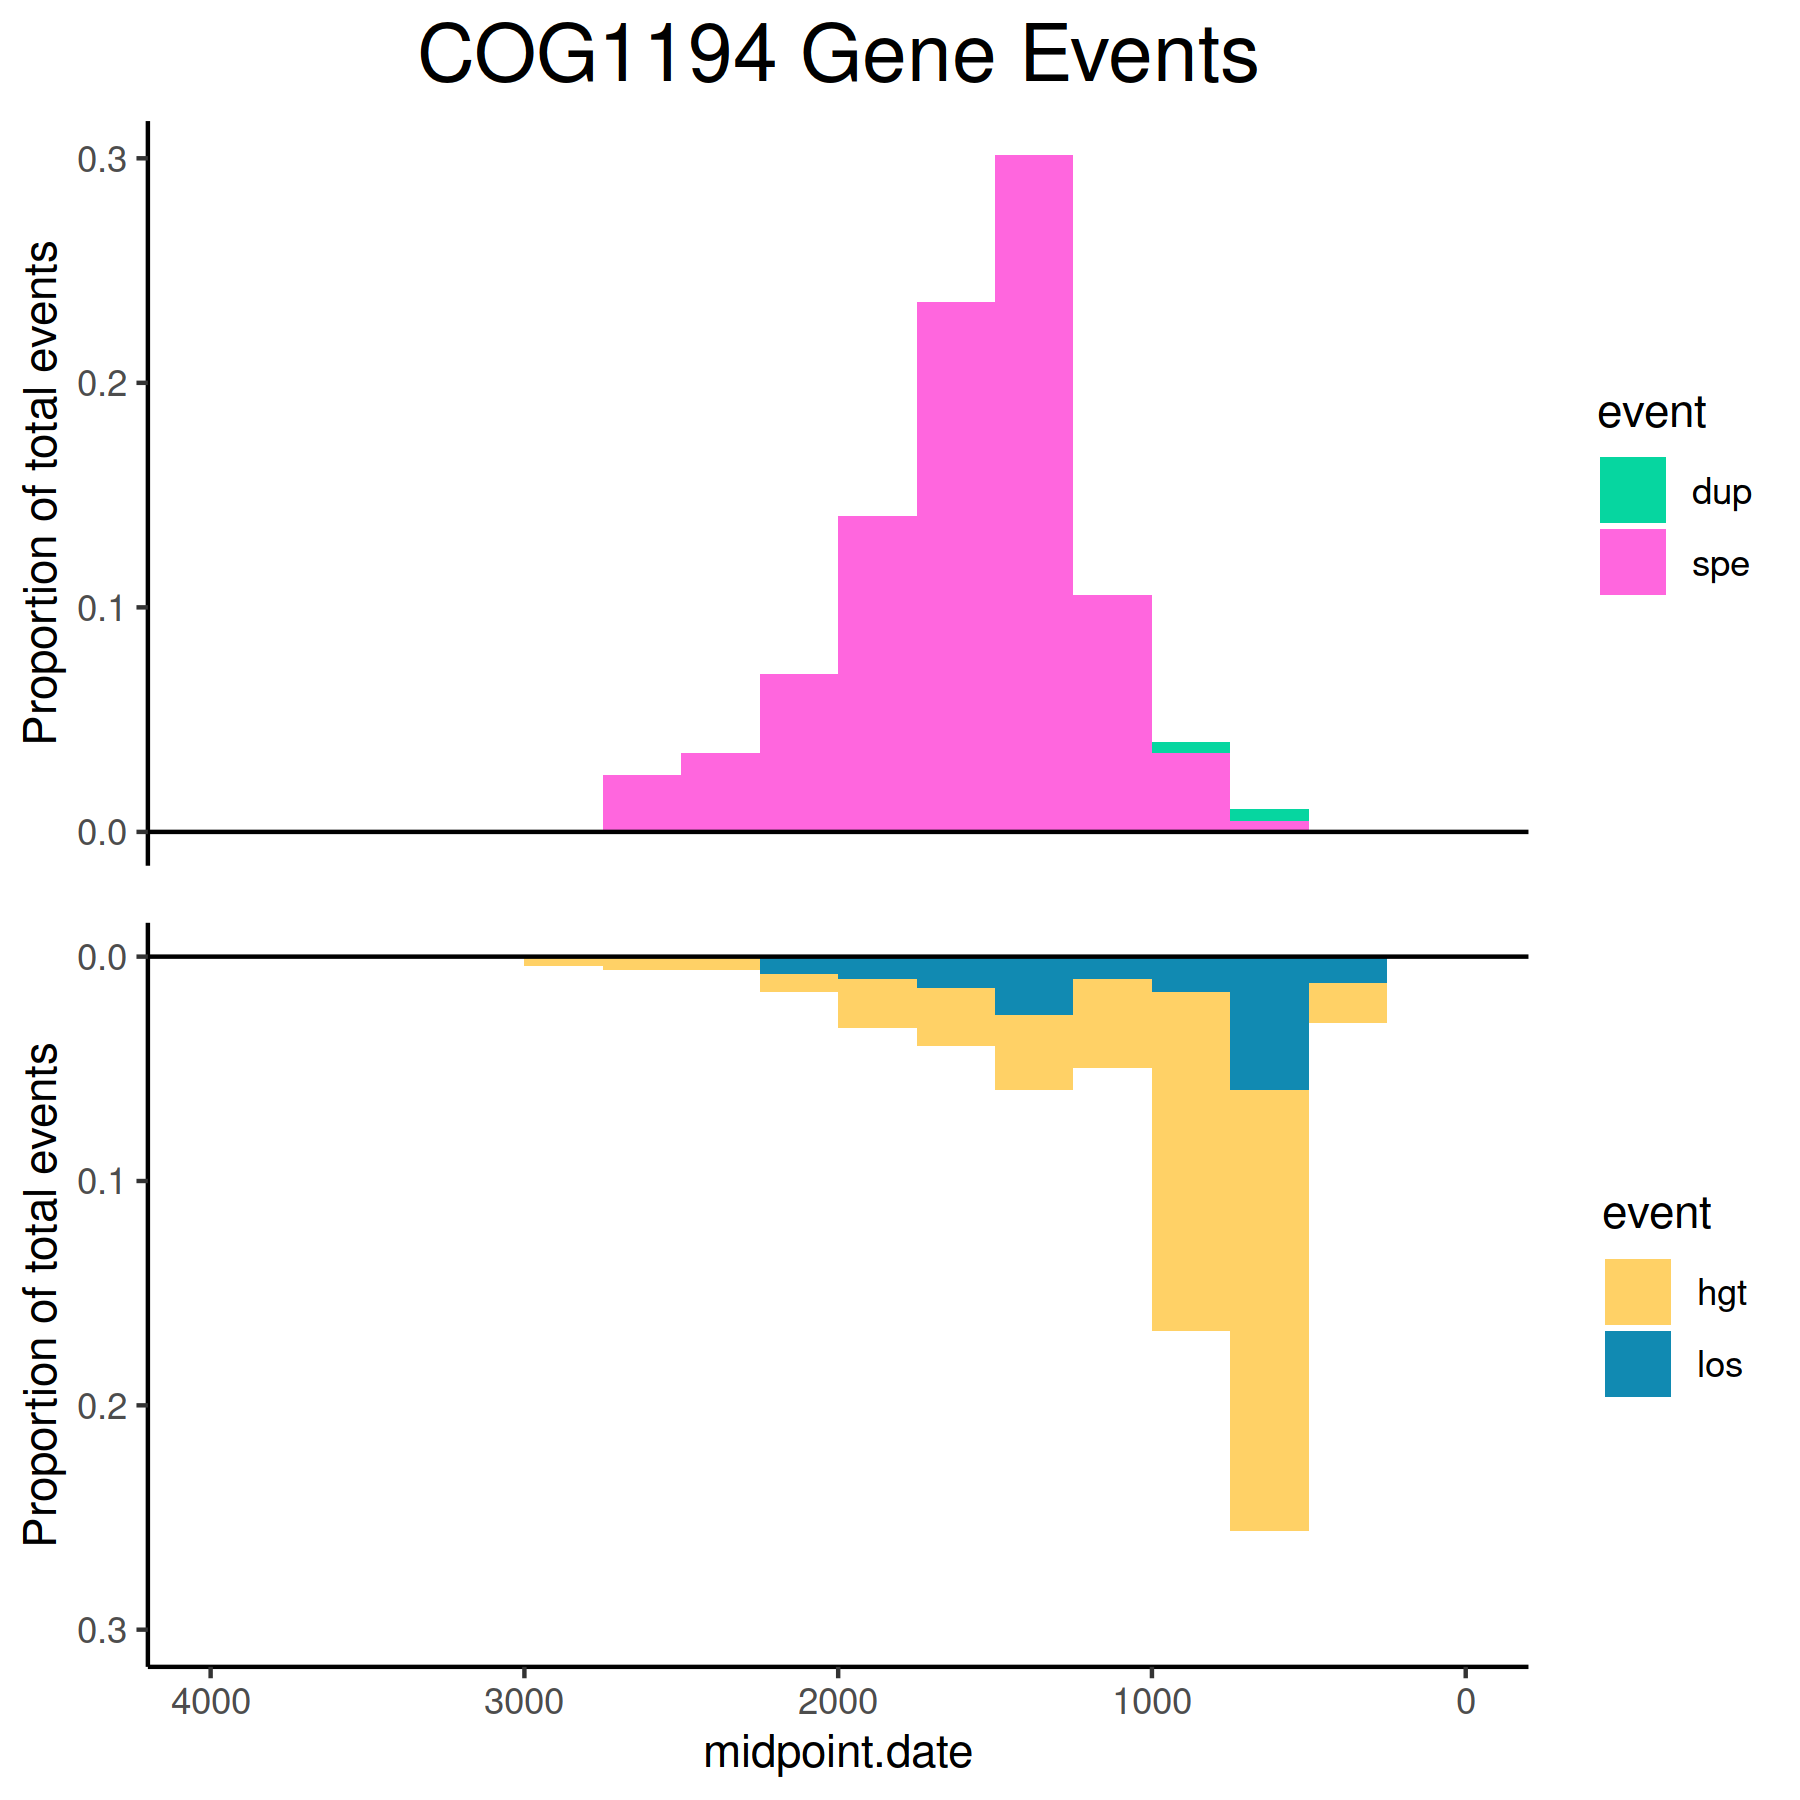 COG1194 Gene Events
Proportion of total events
0.3
0.2
0.1
0.0
event
dup
spe
Proportion of total events
0.0
0.1
0.2
0.3
event
hgt
los
4000 3000 2000 1000 0
midpoint.date